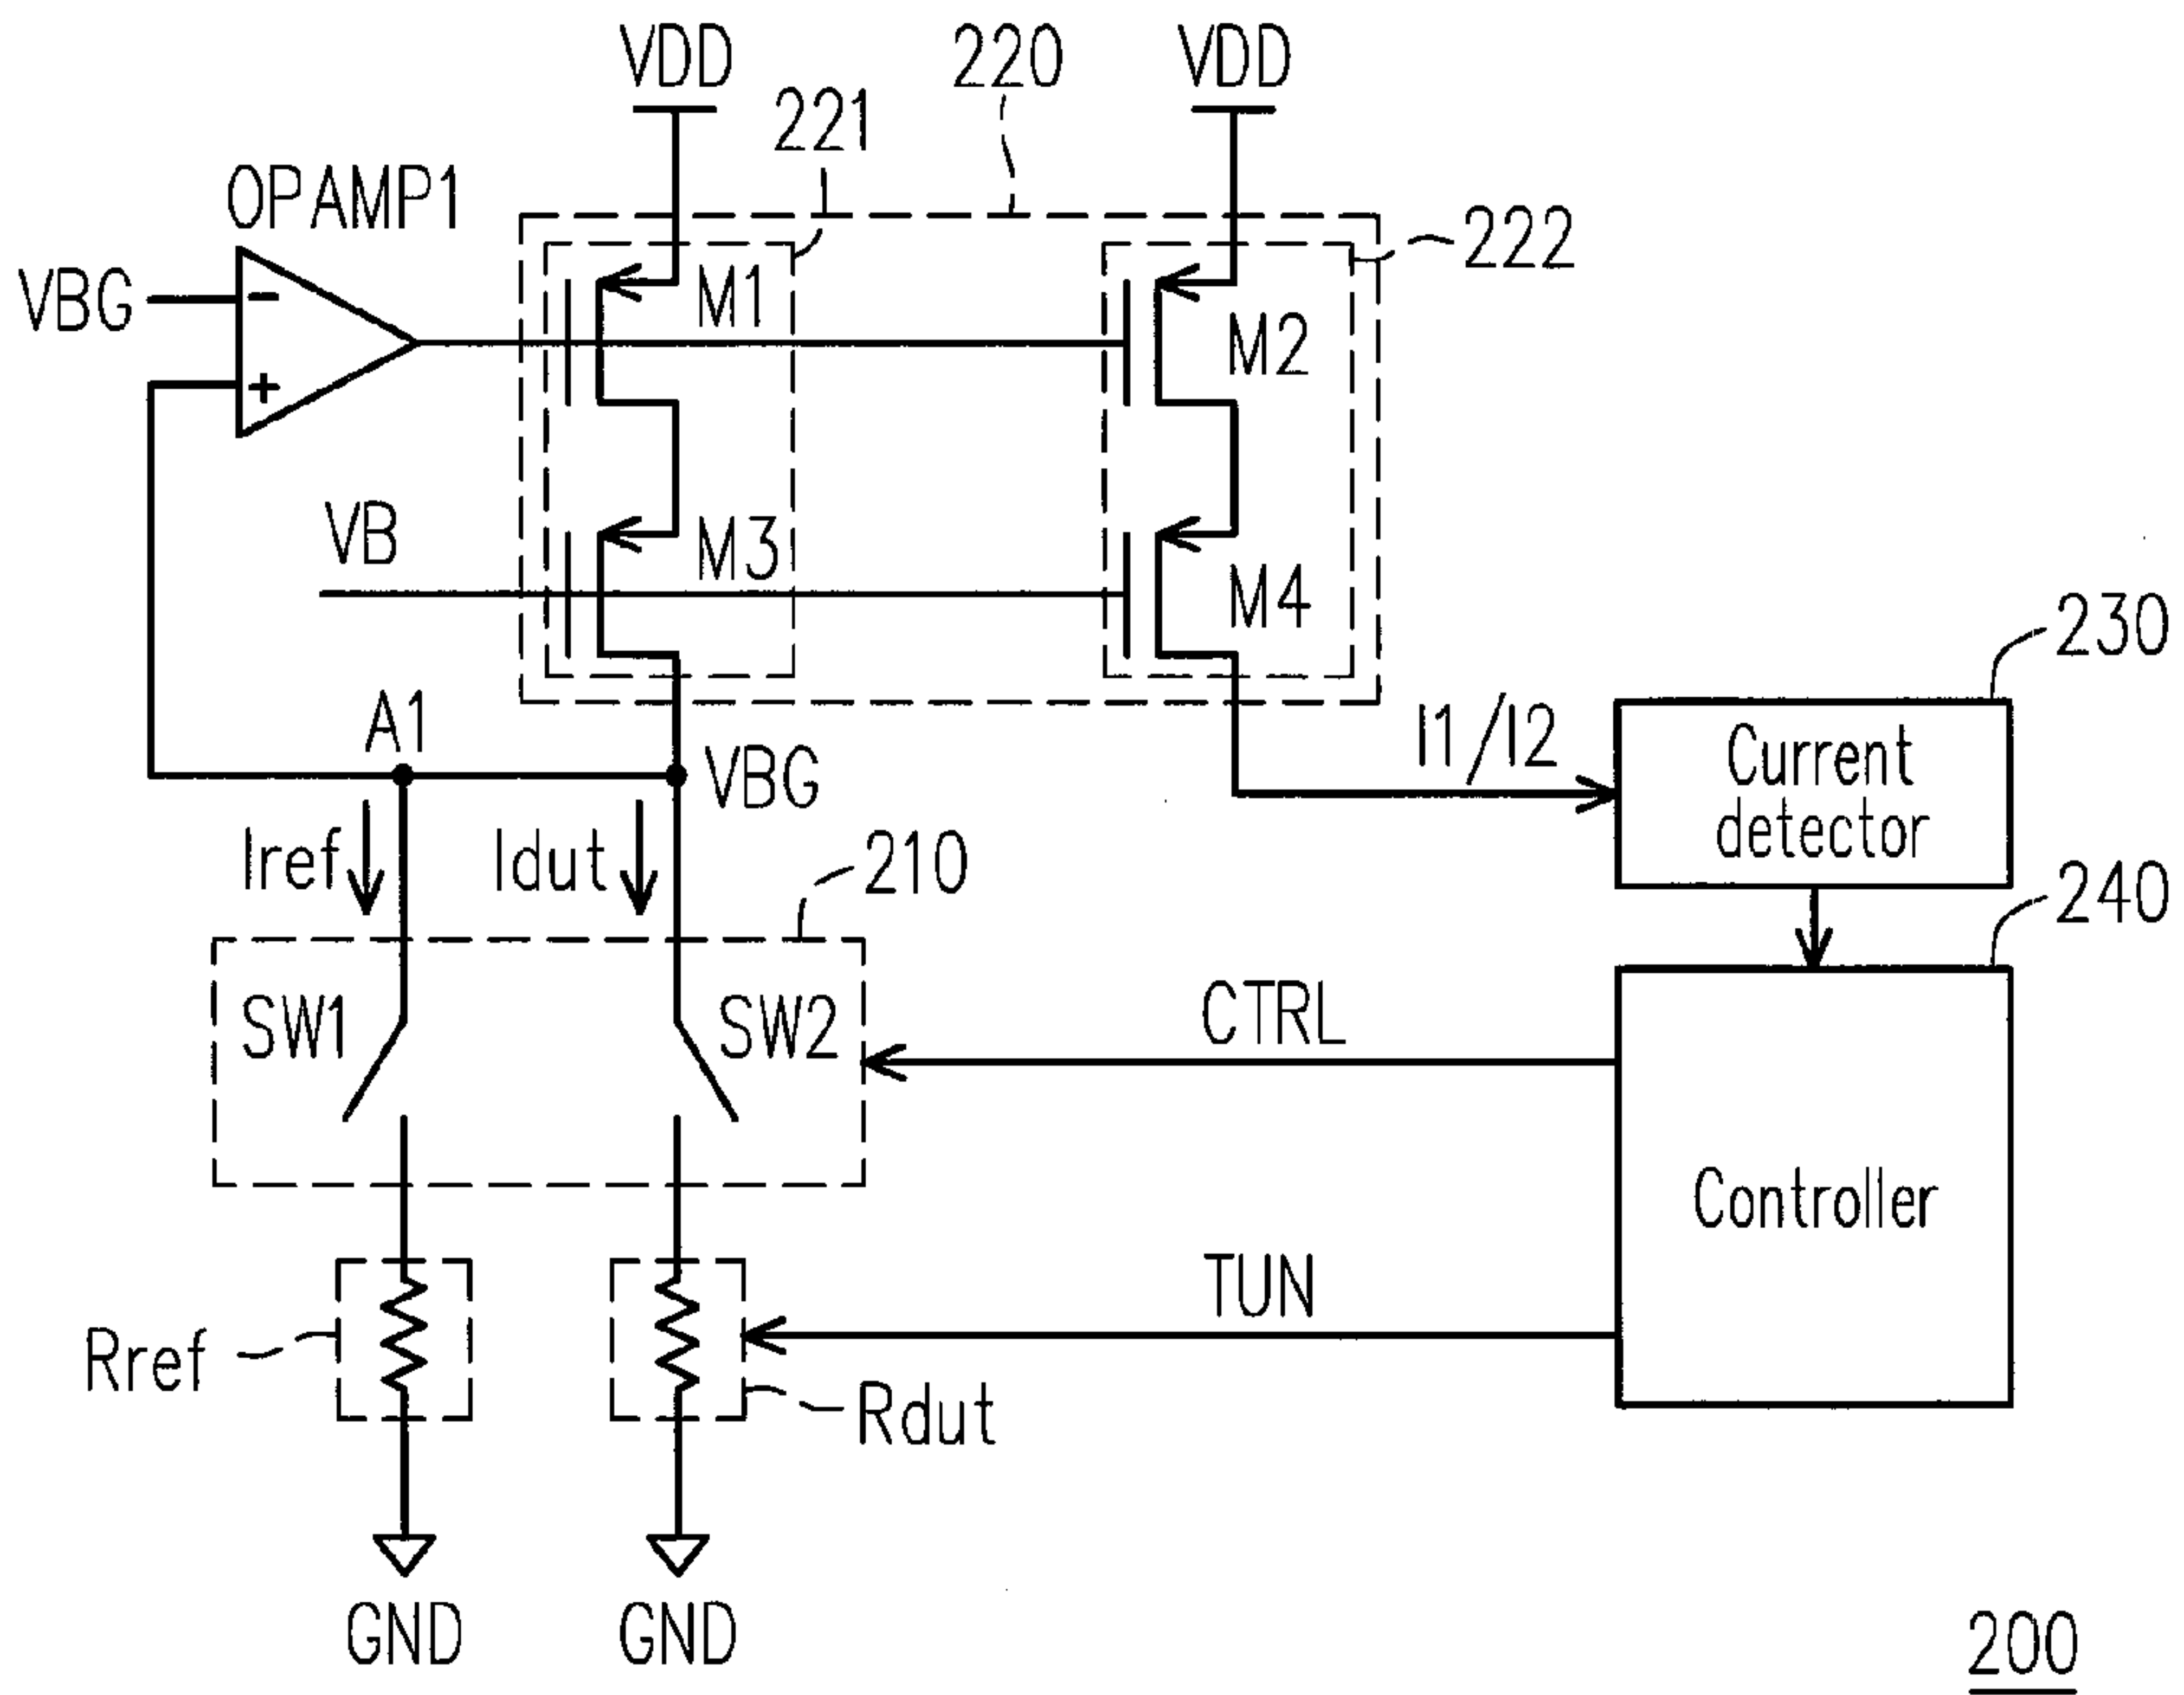 VDD
220
VDD
221
OPAMP1
222
VBG
-
M1
M2
+
VB
M3
M4
230
A1
VBG
I1/I2
Current
detector
Iref
Idut
210
240
SW1
SW2
CTRL
Controller
TUN
Rref
Rdut
GND
GND
200